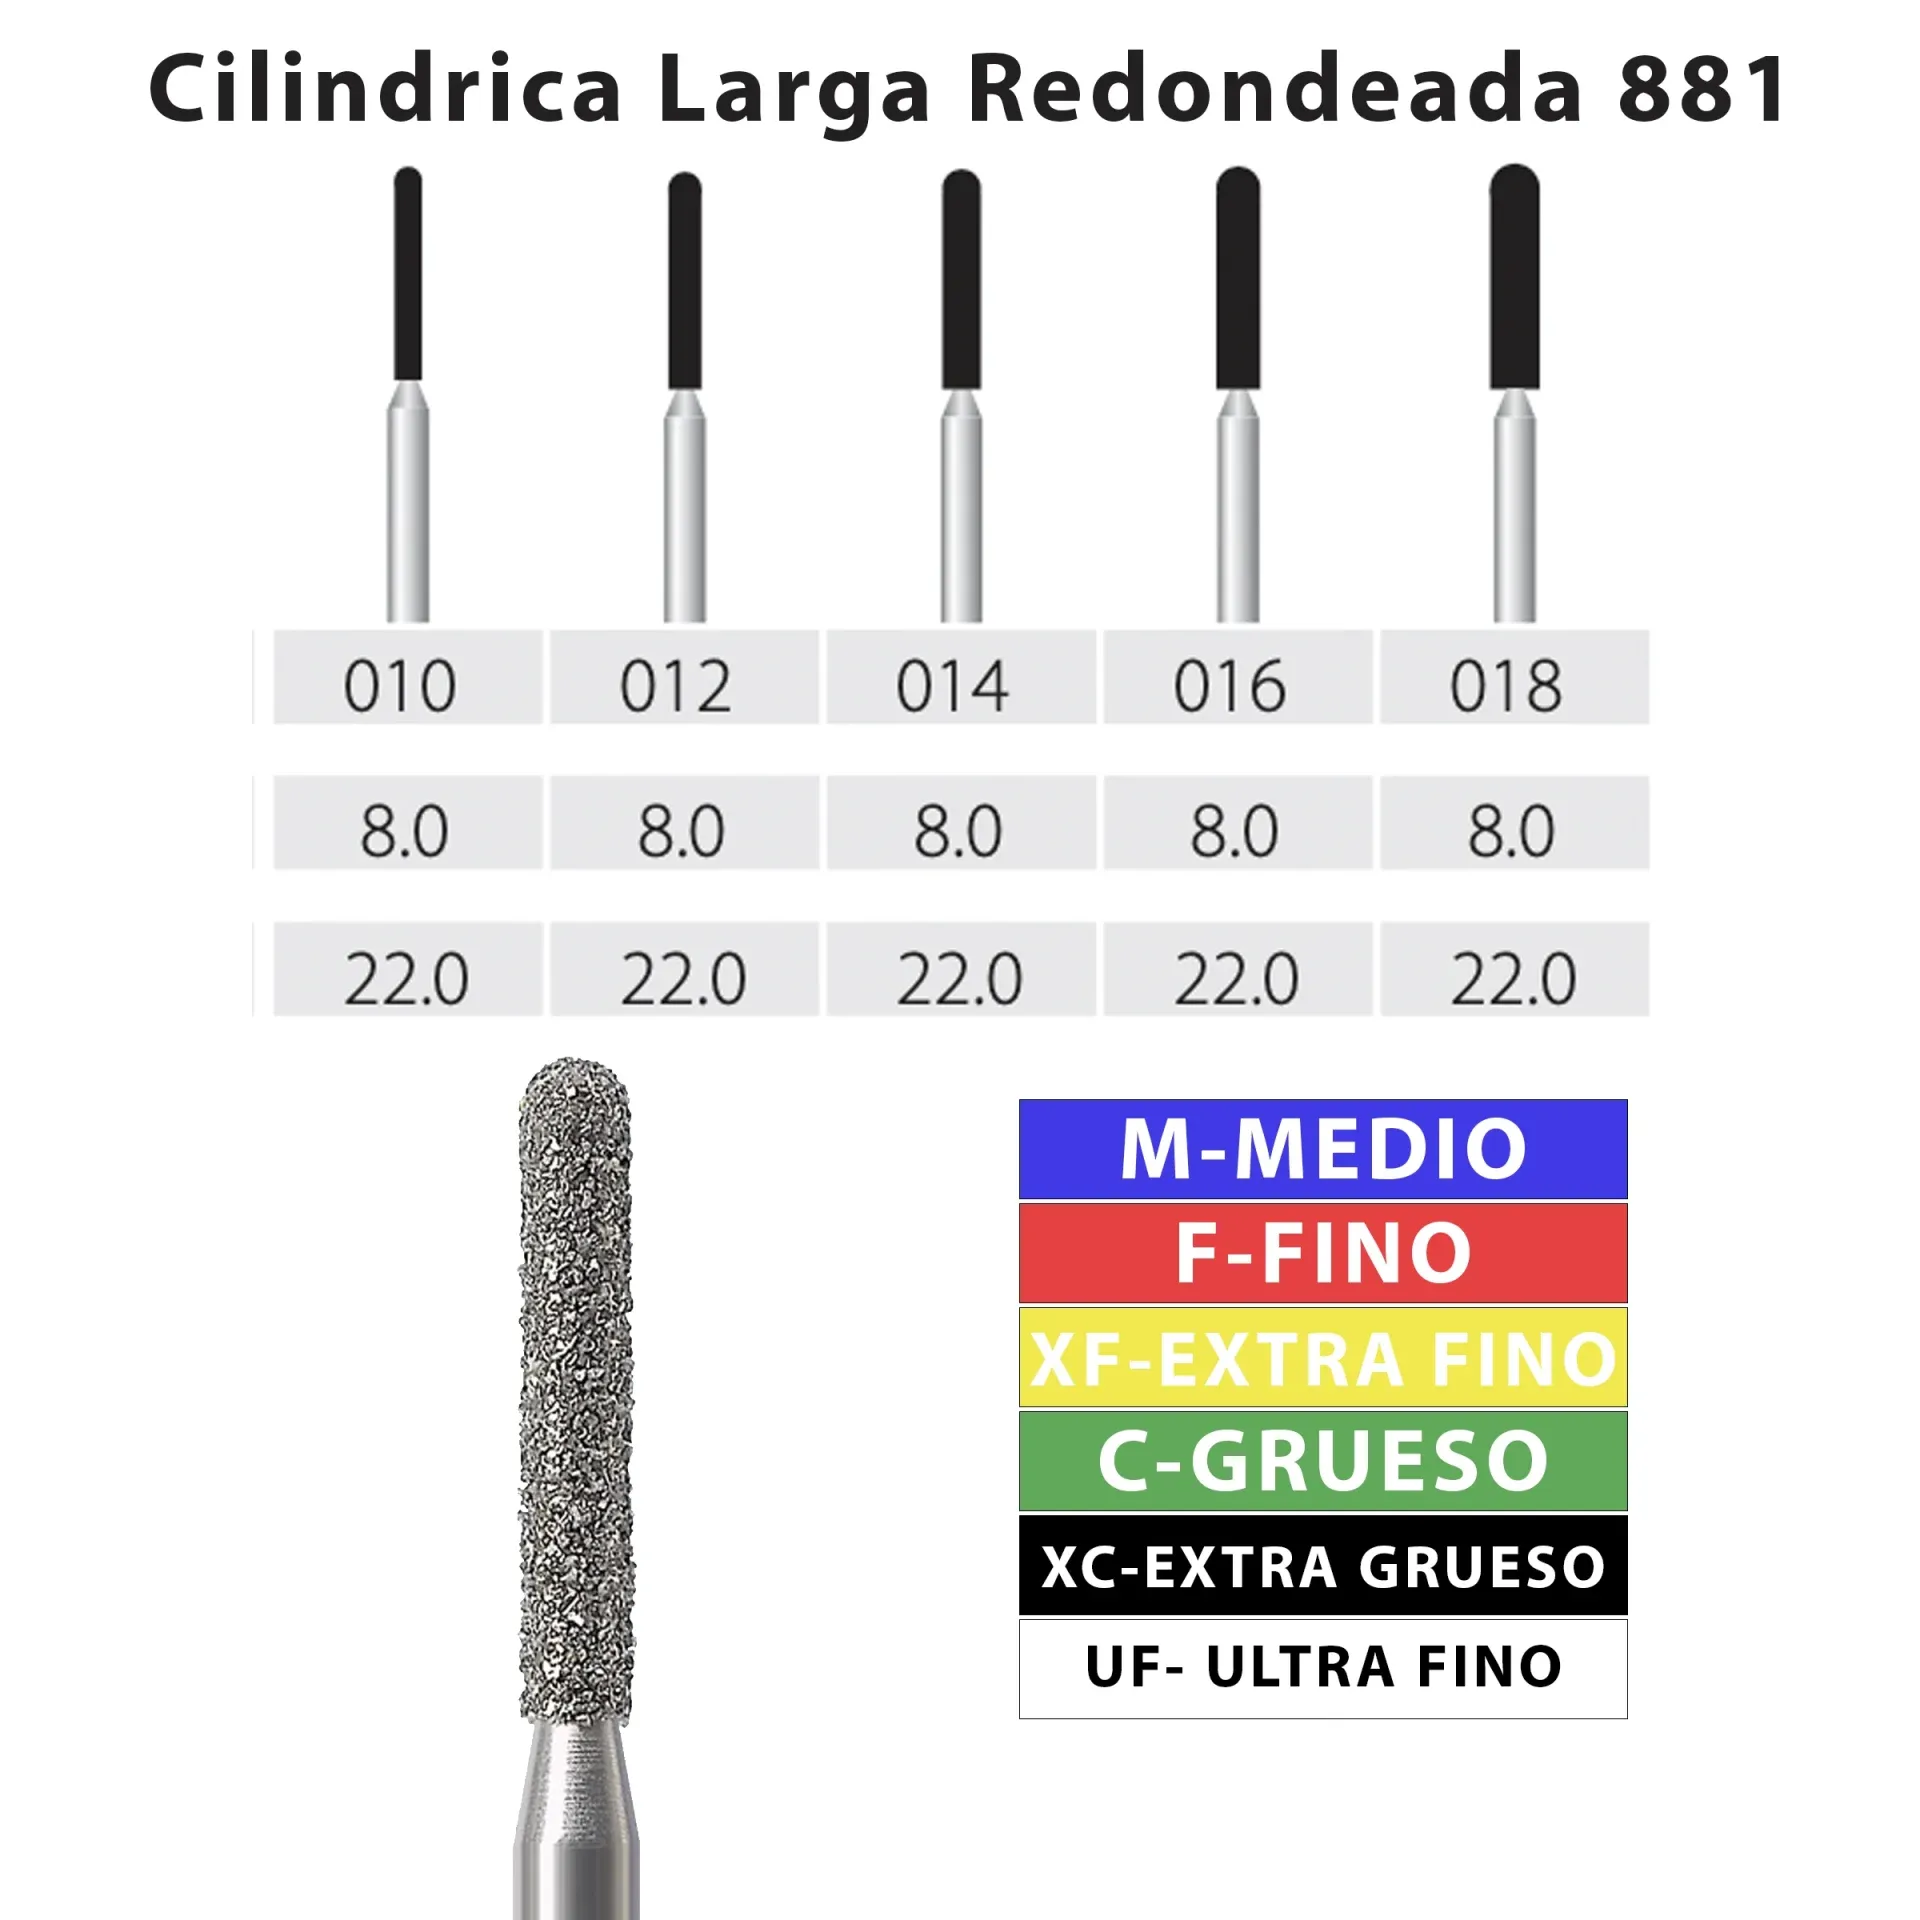 Cilindrica Larga Redondeada 881
010 012 014 016 018
8.0 8.0 8.0 8.0 8.0
22.0 22.0 22.0 22.0 22.0
M-MEDIO
F-FINO
XF-EXTRA FINO
C-GRUESO
XC-EXTRA GRUESO
UF- ULTRA FINO